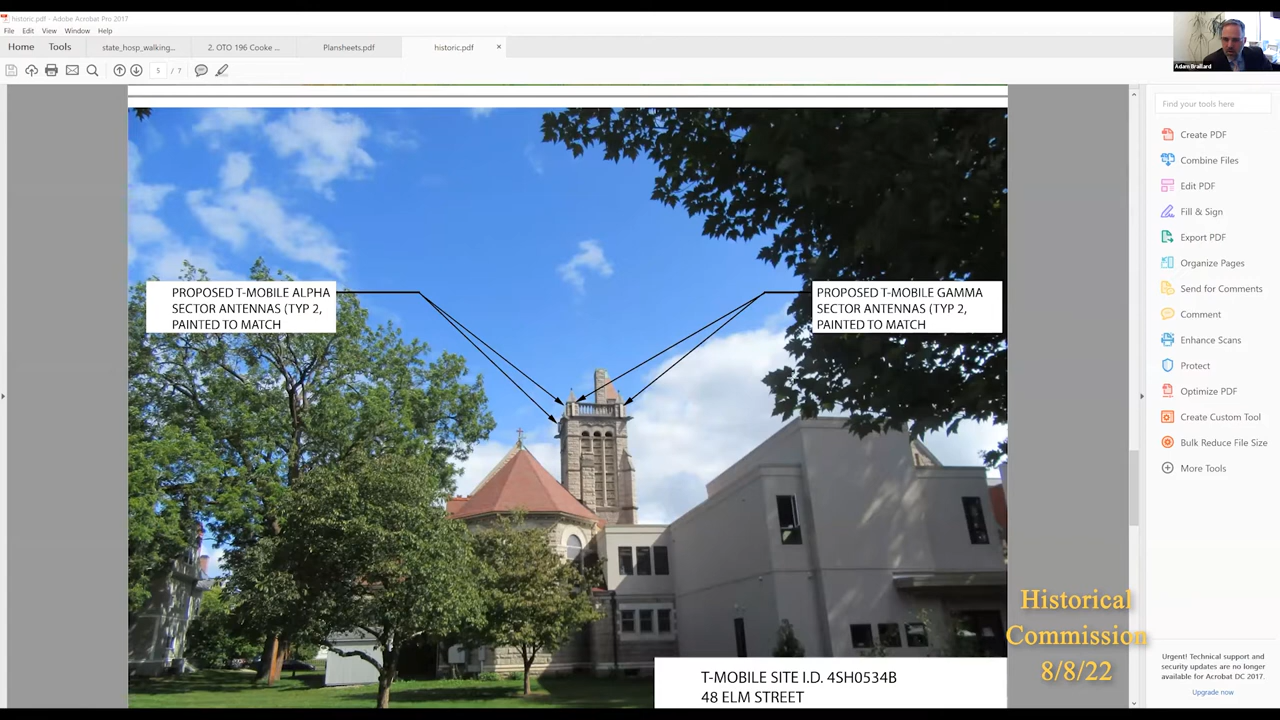 historic.pdf - Adobe Acrobat Pro 2017
File Edit View Window Help
Home Tools state_hosp_walking... 2. OTO 196 Cooke ... Plansheets.pdf historic.pdf ×
5 / 7
Adam Braillard
Find your tools here
Create PDF
Combine Files
Edit PDF
Fill & Sign
Export PDF
Organize Pages
Send for Comments
Comment
Enhance Scans
Protect
Optimize PDF
Create Custom Tool
Bulk Reduce File Size
More Tools
PROPOSED T-MOBILE ALPHA
SECTOR ANTENNAS (TYP 2,
PAINTED TO MATCH
PROPOSED T-MOBILE GAMMA
SECTOR ANTENNAS (TYP 2,
PAINTED TO MATCH
T-MOBILE SITE I.D. 4SH0534B
48 ELM STREET
Historical
Commission
8/8/22
Urgent! Technical support and
security updates are no longer
available for Acrobat DC 2017.
Upgrade now